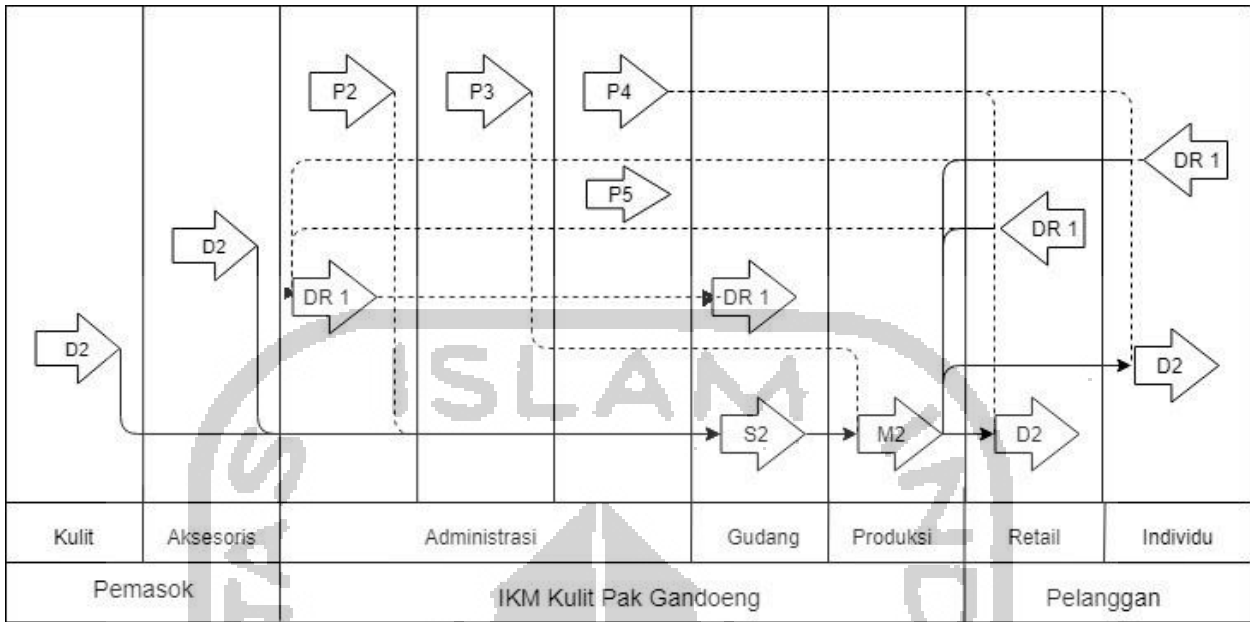 P2 P3 P4
DR 1
P5
DR 1
D2
DR 1 DR 1
D2 D2
S2 M2 D2
ISLAM
Kulit Aksesoris Administrasi Gudang Produksi Retail Individu
Pemasok IKM Kulit Pak Gandoeng Pelanggan